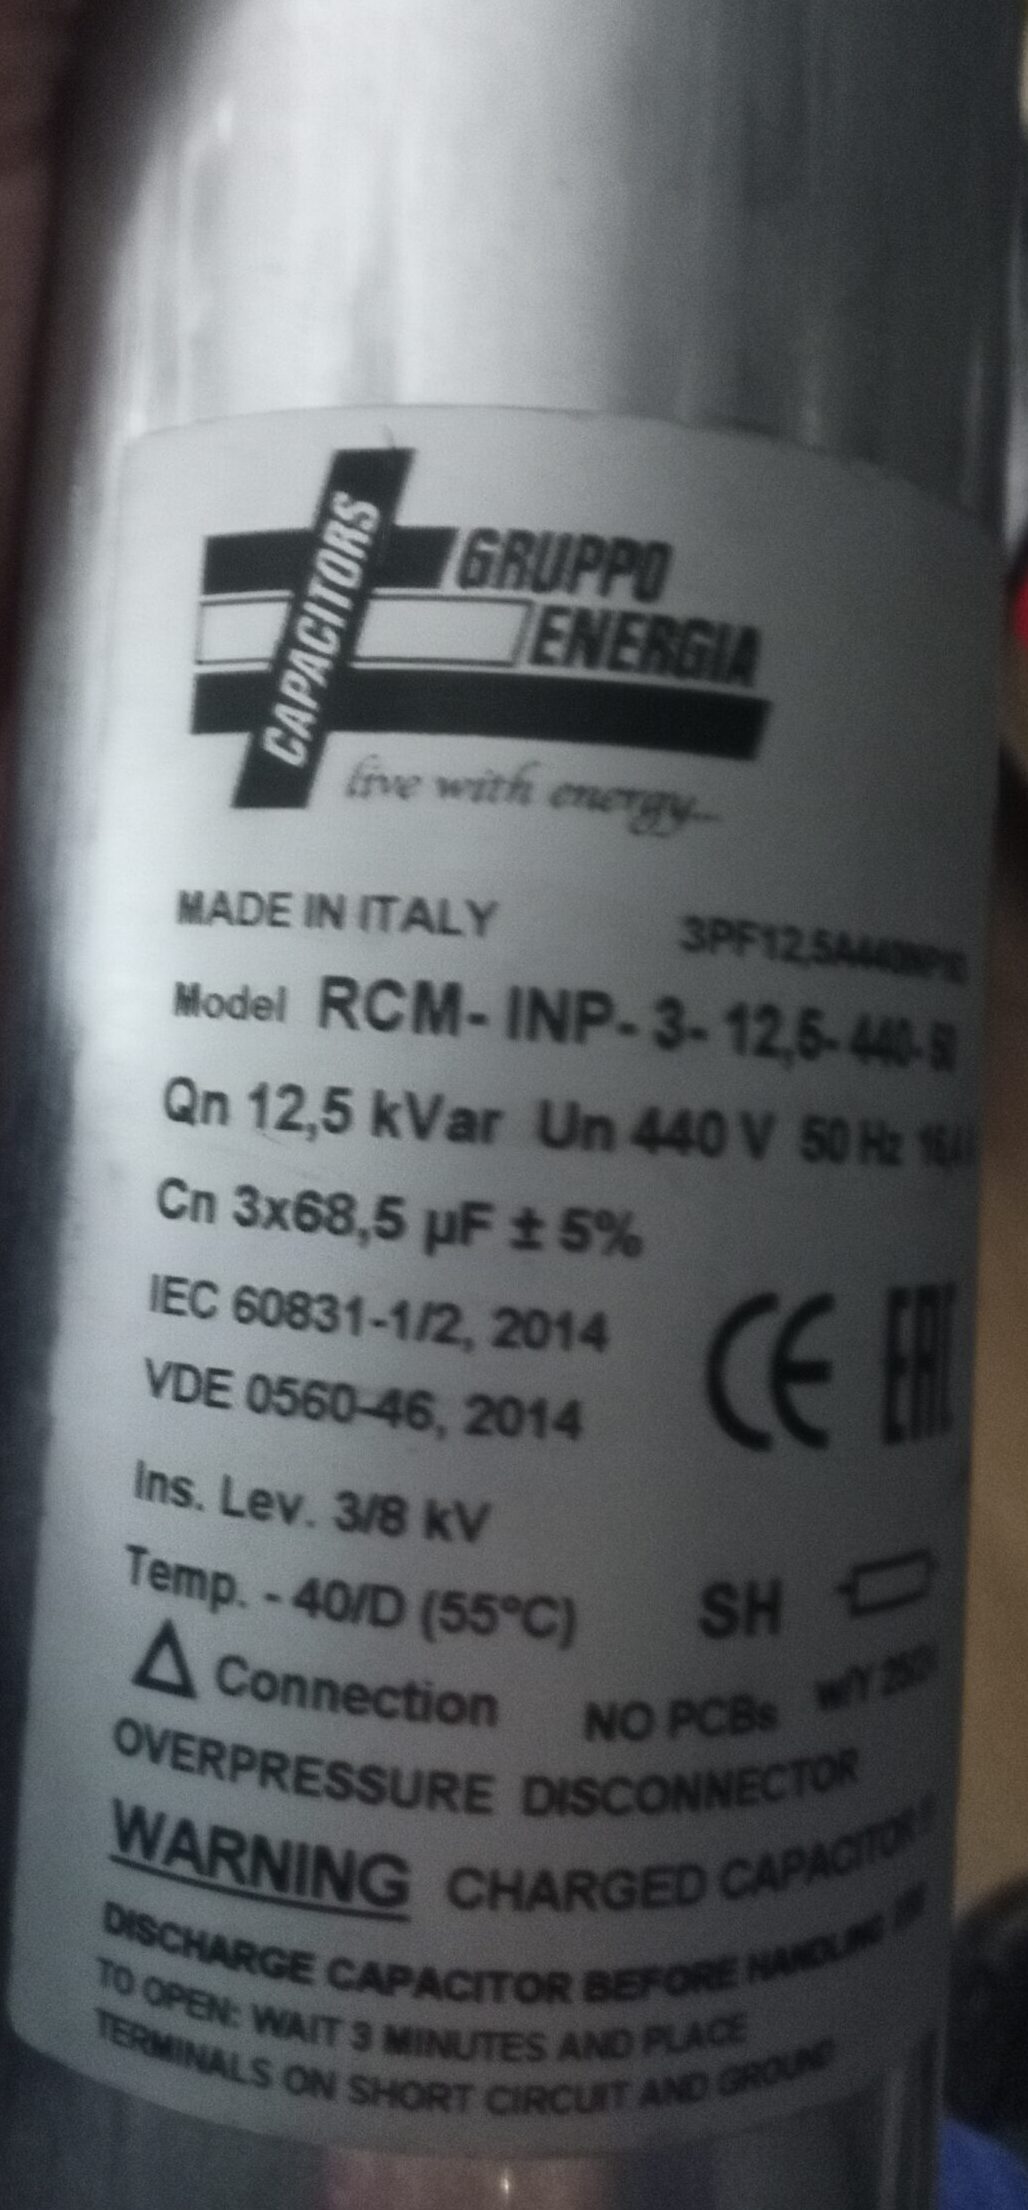 CAPACITORS
GRUPPO
ENERGIA
live with energy...
MADE IN ITALY
Model RCM- INP- 3- 12,5- 440- 50
Qn 12,5 kVar Un 440 V 50 Hz
Cn 3x68,5 µF ± 5%
IEC 60831-1/2, 2014
VDE 0560-46, 2014
CE EAC
Ins. Lev. 3/8 kV
Temp. - 40/D (55°C) SH
Δ Connection NO PCBs W/Y
OVERPRESSURE DISCONNECTOR
WARNING CHARGED CAPACITOR
DISCHARGE CAPACITOR BEFORE HANDLING
TO OPEN: WAIT 3 MINUTES AND PLACE
TERMINALS ON SHORT CIRCUIT AND GROUND